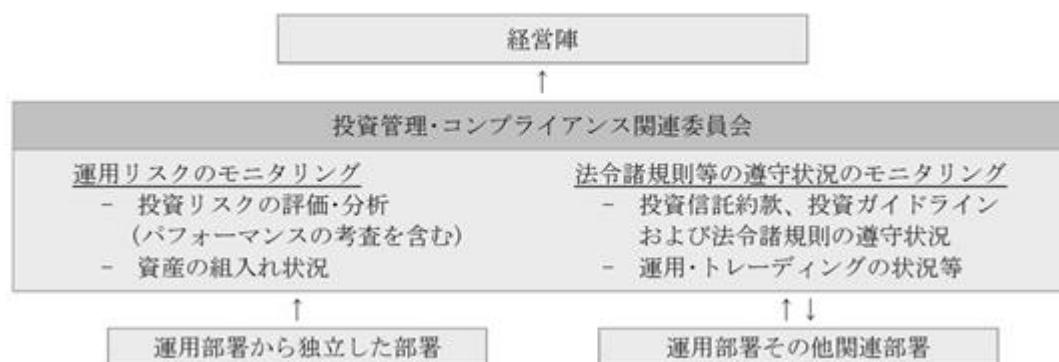 経営陣
↑
投資管理･コンプライアンス関連委員会
運用リスクのモニタリング
− 投資リスクの評価･分析
(パフォーマンスの考査を含む)
− 資産の組入れ状況
法令諸規則等の遵守状況のモニタリング
− 投資信託約款、投資ガイドライン
および法令諸規則の遵守状況
− 運用･トレーディングの状況等
↑
↑↓
運用部署から独立した部署
運用部署その他関連部署